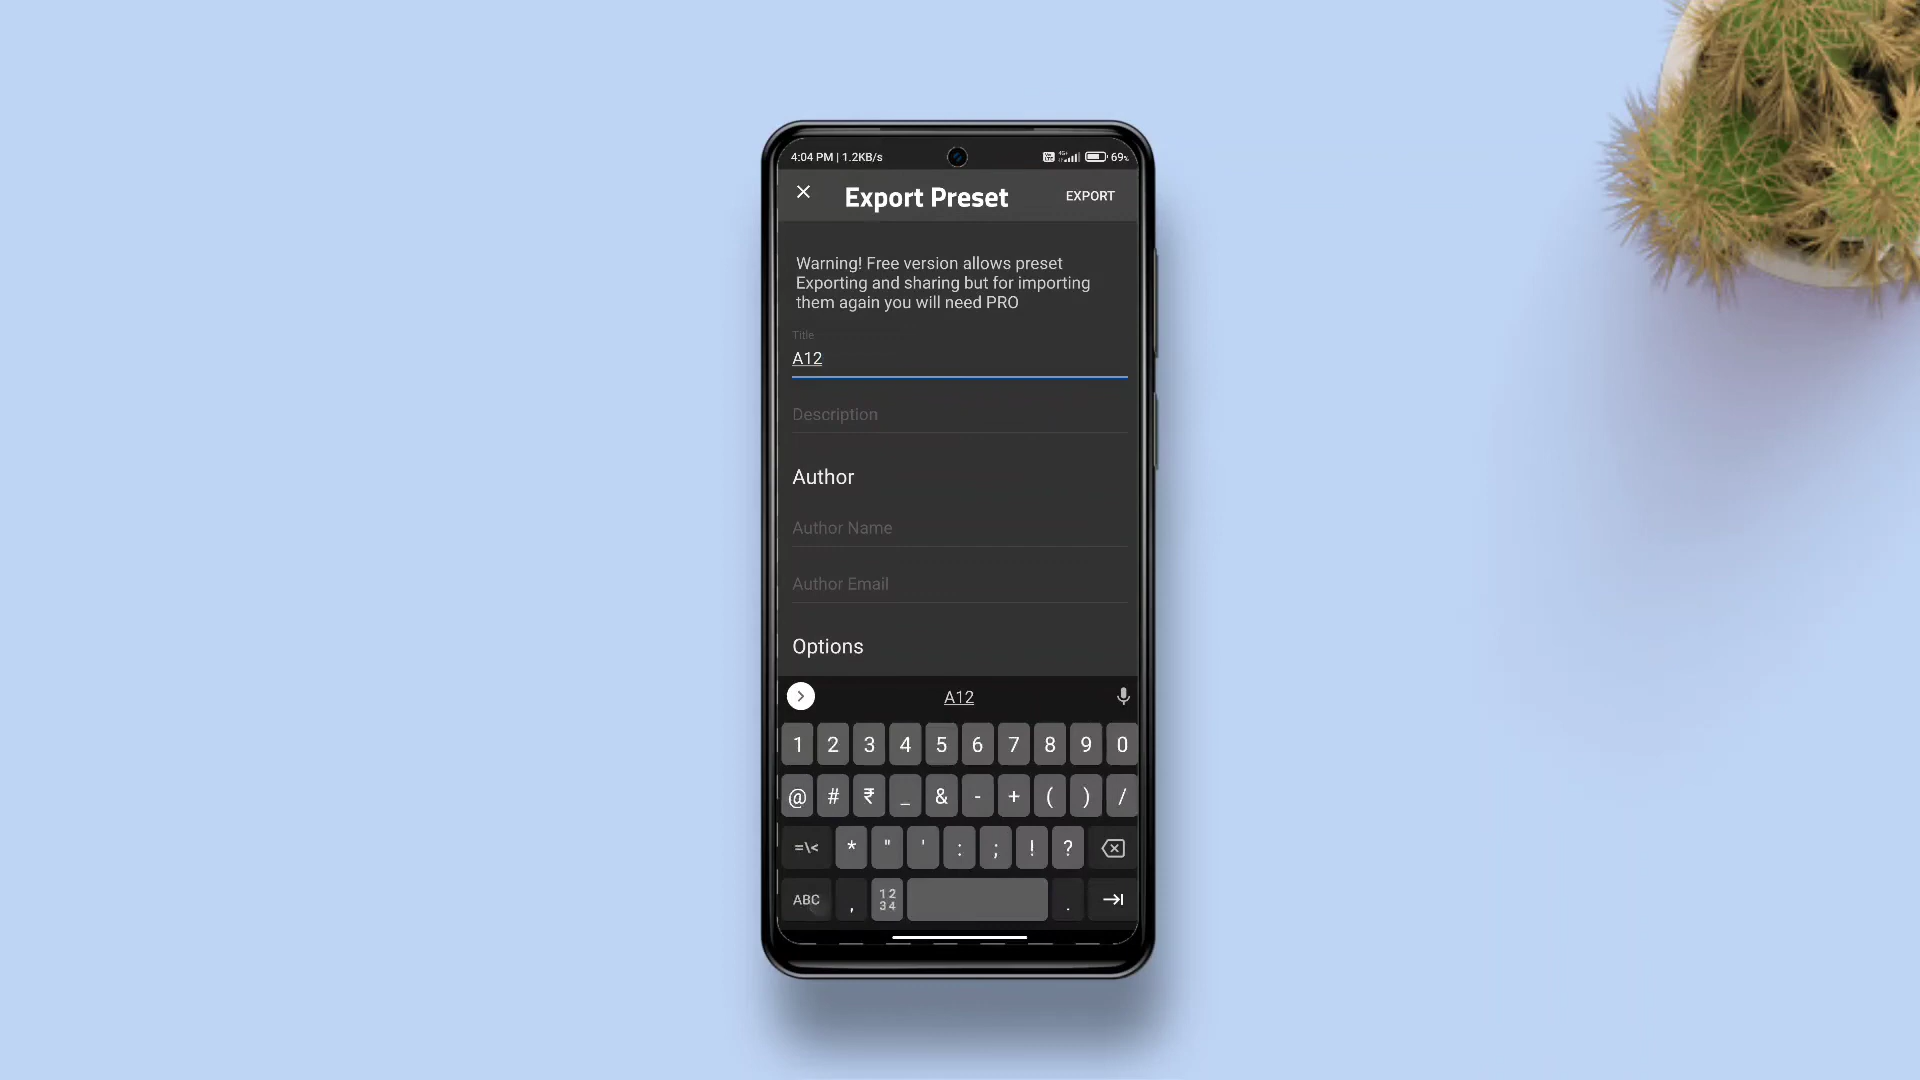 4:04 PM | 1.2KB/s 69%
Export Preset EXPORT
Warning! Free version allows preset
Exporting and sharing but for importing
them again you will need PRO
Title
A12
Description
Author
Author Name
Author Email
Options
A12
1 2 3 4 5 6 7 8 9 0
@ # ₹ _ & - + ( ) /
=\< * " ' : ; ! ?
ABC , 12 34 .